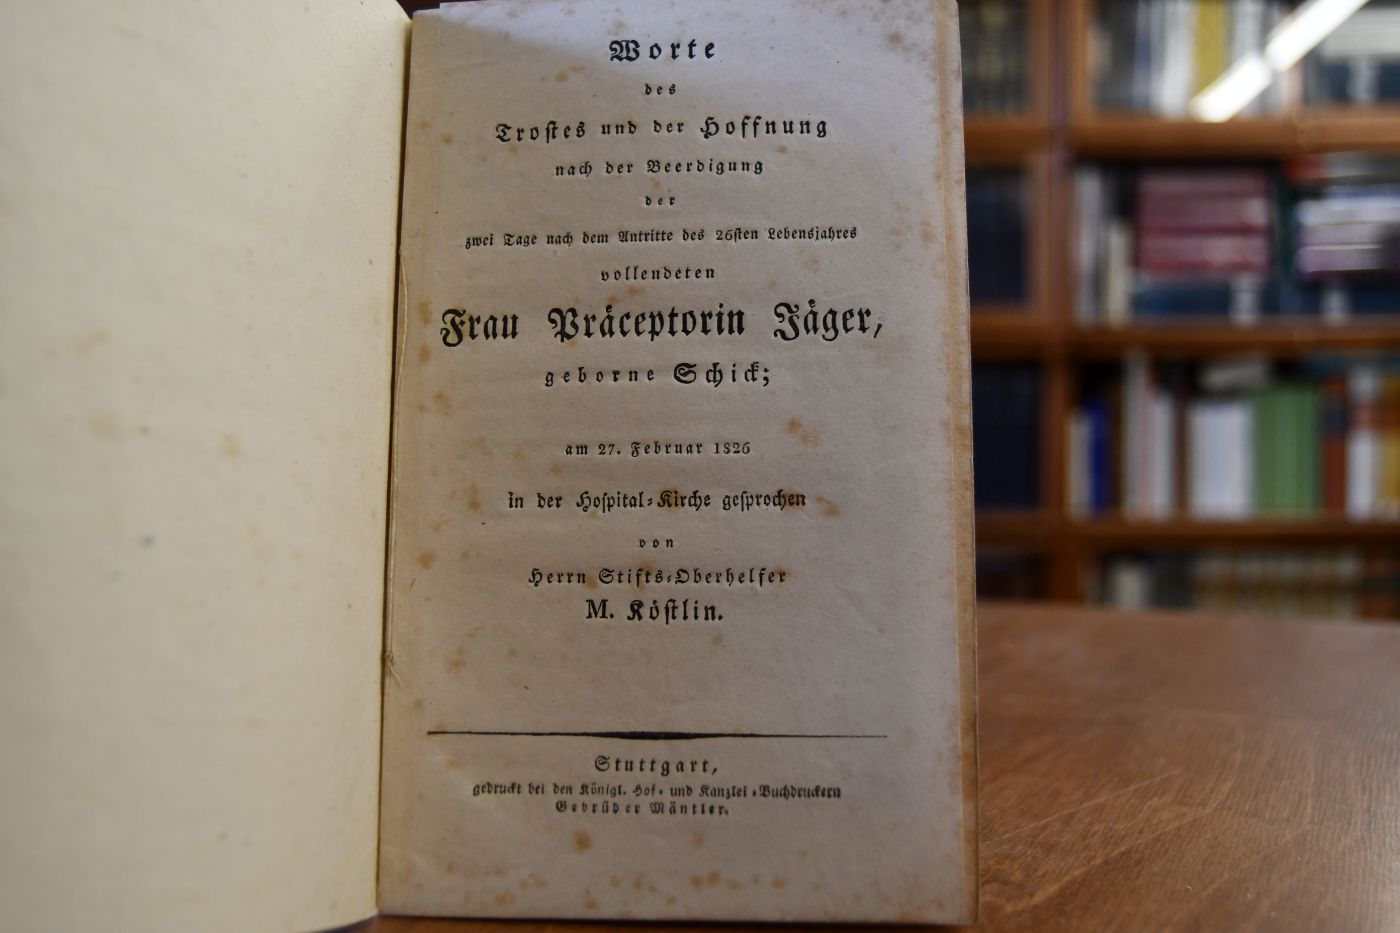 Worte
des
Trostes und der Hoffnung
nach der Beerdigung
der
zwei Tage nach dem Antritte des 26sten Lebensjahres
vollendeten
Frau Präceptorin Jäger,
geborne Schick;
am 27. Februar 1826
in der Hospital-Kirche gesprochen
von
Herrn Stifts-Oberhelfer
M. Köstlin.
Stuttgart,
gedruckt bei den Königl. Hof- und Kanzlei-Buchdruckern
Gebrüder Mäntler.